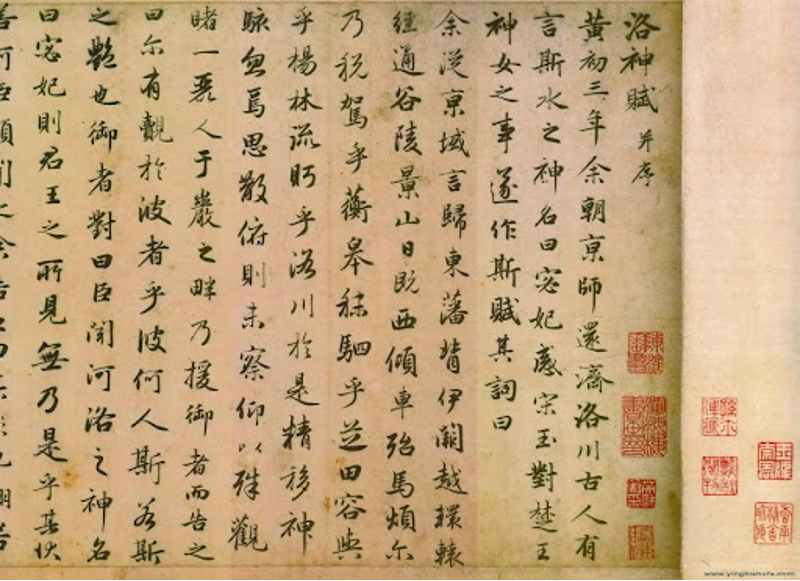 洛神賦 并序
黄初三年余朝京師還濟洛川古人有
言斯水之神名曰宓妃感宋玉對楚王
神女之事遂作斯賦其詞曰
余從京域言歸東藩背伊闕越轘轅
經通谷陵景山日既西傾車殆馬煩尔
乃税駕乎蘅皋秣駟乎芝田容與
乎楊林流眄乎洛川於是精移神
駭忽焉思散俯則未察仰以殊觀
睹一麗人于巖之畔乃援御者而告之
曰尔有覿於彼者乎彼何人斯若斯
之艷也御者對曰臣聞河洛之神名
曰宓妃則君王之所見無乃是乎其狀